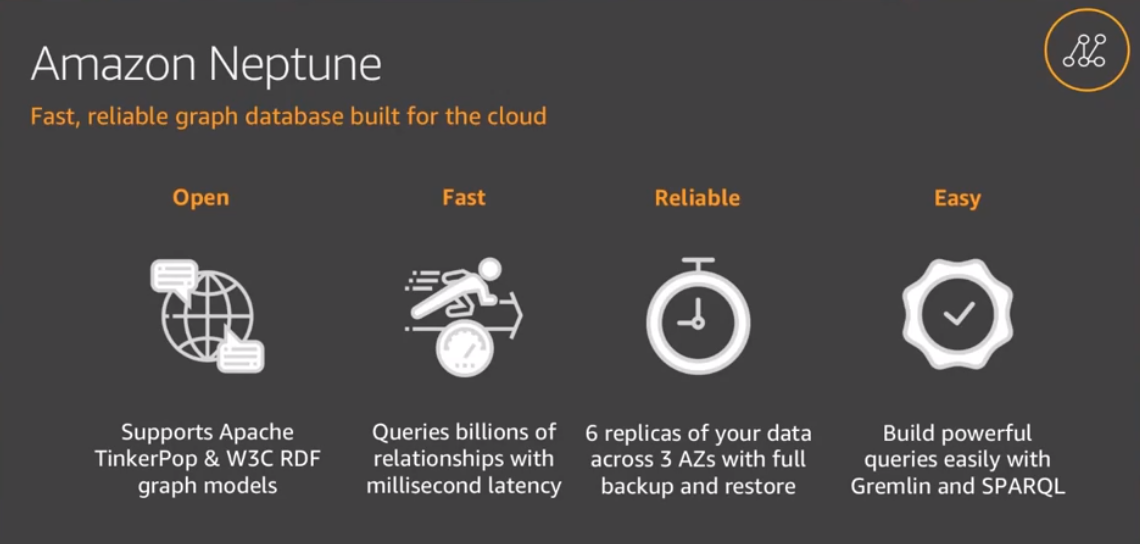 Amazon Neptune
Fast, reliable graph database built for the cloud
Open
Supports Apache
TinkerPop & W3C RDF
graph models
Fast
Queries billions of
relationships with
millisecond latency
Reliable
6 replicas of your data
across 3 AZs with full
backup and restore
Easy
Build powerful
queries easily with
Gremlin and SPARQL